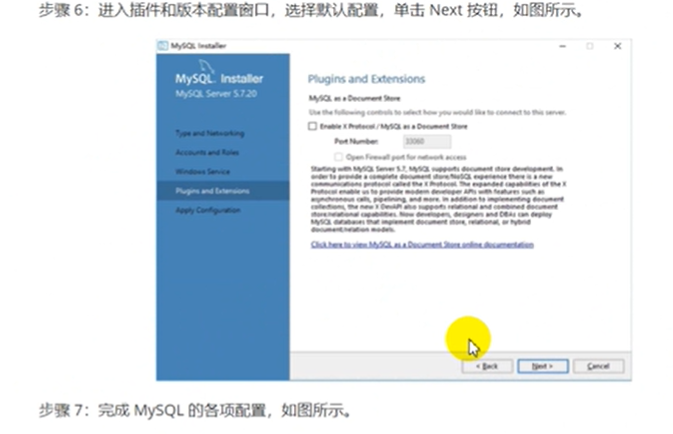 步骤 6：进入插件和版本配置窗口，选择默认配置，单击 Next 按钮，如图所示。
MySQL Installer
MySQL. Installer
MySQL Server 5.7.20
Type and Networking
Accounts and Roles
Windows Service
Plugins and Extensions
Apply Configuration
Plugins and Extensions
MySQL as a Document Store
Use the following controls to select how you would like to connect to this server.
Enable X Protocol / MySQL as a Document Store
Port Number: 33060
Open Firewall port for network access
Starting with MySQL Server 5.7, MySQL supports document store development. In
order to provide a complete document store/NoSQL experience there is a new
communications protocol called the X Protocol. The expanded capabilities of the X
Protocol enable us to provide modern developer APIs with features such as
asynchronous calls, pipelining, and more. In addition to implementing document
collections, the new X DevAPI also supports relational and combined document
store/relational capabilities. Now developers, designers and DBAs can deploy
MySQL databases that implement document store, relational, or hybrid
document/relation models.
Click here to view MySQL as a Document Store online documentation
< Back
Next >
Cancel
步骤 7：完成 MySQL 的各项配置，如图所示。